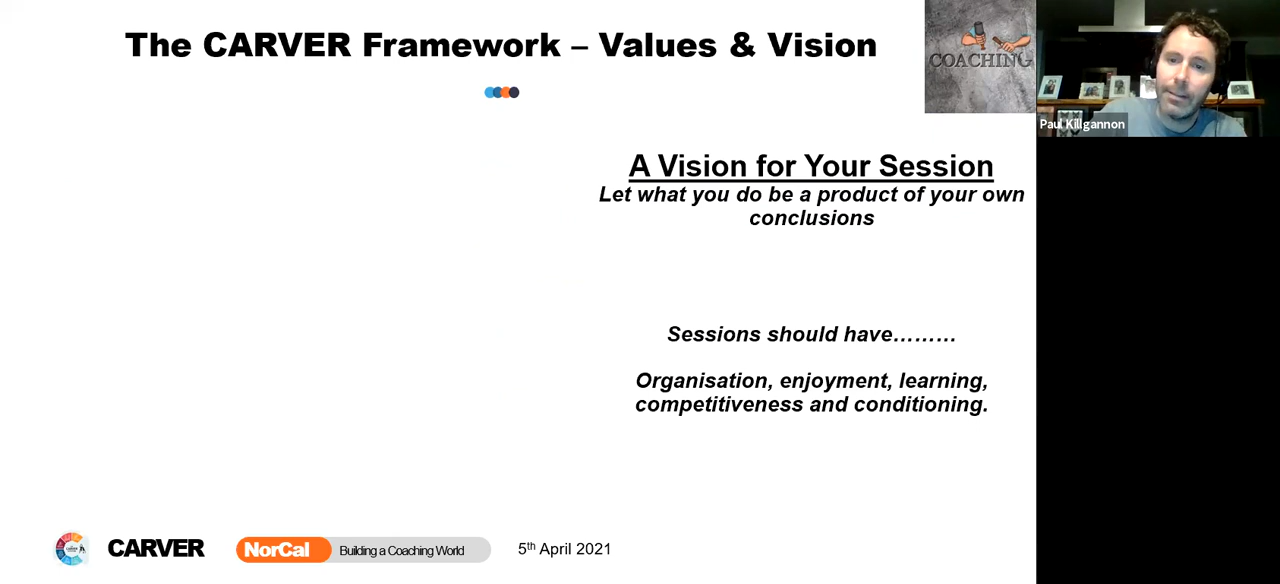 The CARVER Framework – Values & Vision
COACHING
Paul Killgannon
A Vision for Your Session
Let what you do be a product of your own
conclusions
Sessions should have………
Organisation, enjoyment, learning,
competitiveness and conditioning.
CARVER
NorCal
Building a Coaching World
5th April 2021